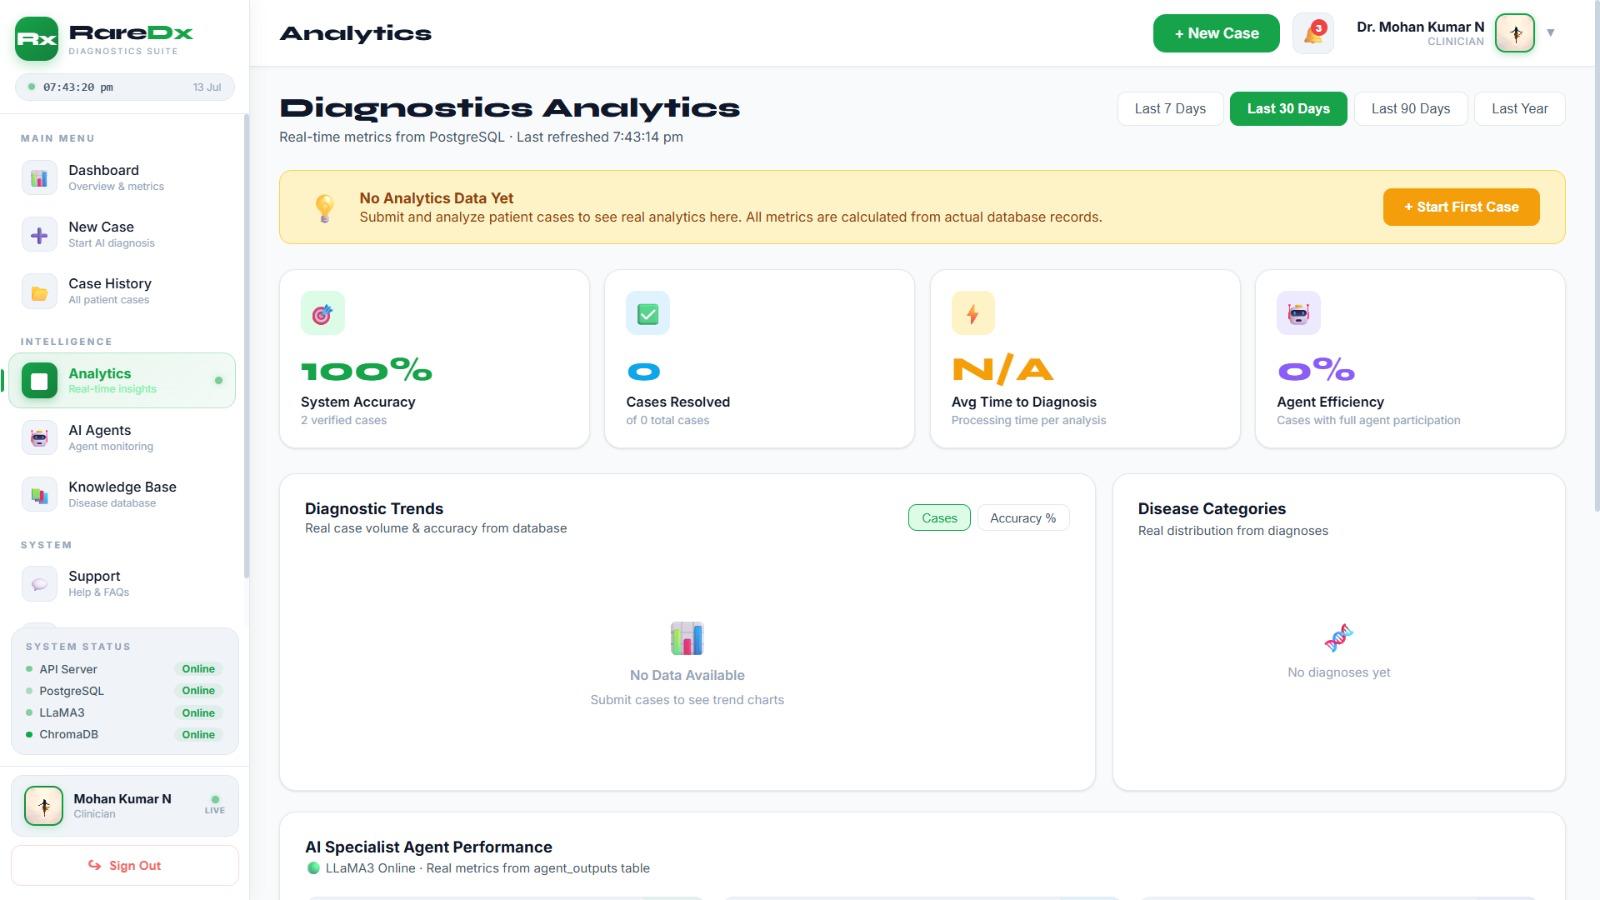 Rx
RareDx
DIAGNOSTICS SUITE
07:43:20 pm
13 Jul
MAIN MENU
Dashboard
Overview & metrics
New Case
Start AI diagnosis
Case History
All patient cases
INTELLIGENCE
Analytics
Real-time insights
AI Agents
Agent monitoring
Knowledge Base
Disease database
SYSTEM
Support
Help & FAQs
SYSTEM STATUS
API Server Online
PostgreSQL Online
LLaMA3 Online
ChromaDB Online
Mohan Kumar N
Clinician
LIVE
Sign Out
Analytics
+ New Case
3
Dr. Mohan Kumar N
CLINICIAN
Diagnostics Analytics
Real-time metrics from PostgreSQL · Last refreshed 7:43:14 pm
Last 7 Days
Last 30 Days
Last 90 Days
Last Year
No Analytics Data Yet
Submit and analyze patient cases to see real analytics here. All metrics are calculated from actual database records.
+ Start First Case
100%
System Accuracy
2 verified cases
0
Cases Resolved
of 0 total cases
N/A
Avg Time to Diagnosis
Processing time per analysis
0%
Agent Efficiency
Cases with full agent participation
Diagnostic Trends
Real case volume & accuracy from database
Cases
Accuracy %
No Data Available
Submit cases to see trend charts
Disease Categories
Real distribution from diagnoses
No diagnoses yet
AI Specialist Agent Performance
LLaMA3 Online · Real metrics from agent_outputs table